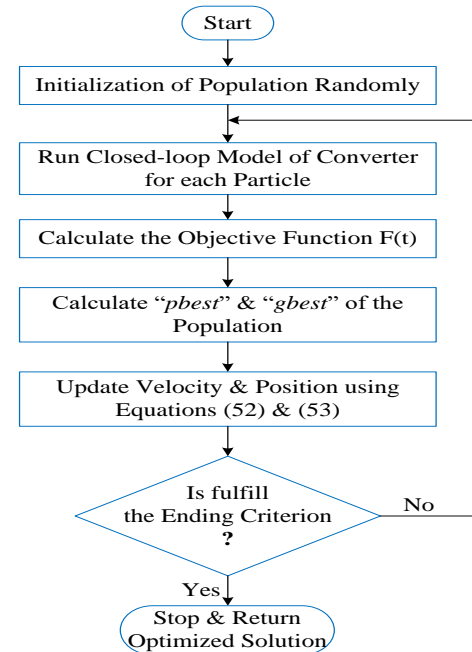 Start
Initialization of Population Randomly
Run Closed-loop Model of Converter
for each Particle
Calculate the Objective Function F(t)
Calculate “pbest” & “gbest” of the
Population
Update Velocity & Position using
Equations (52) & (53)
Is fulfill
the Ending Criterion
?
No
Yes
Stop & Return
Optimized Solution